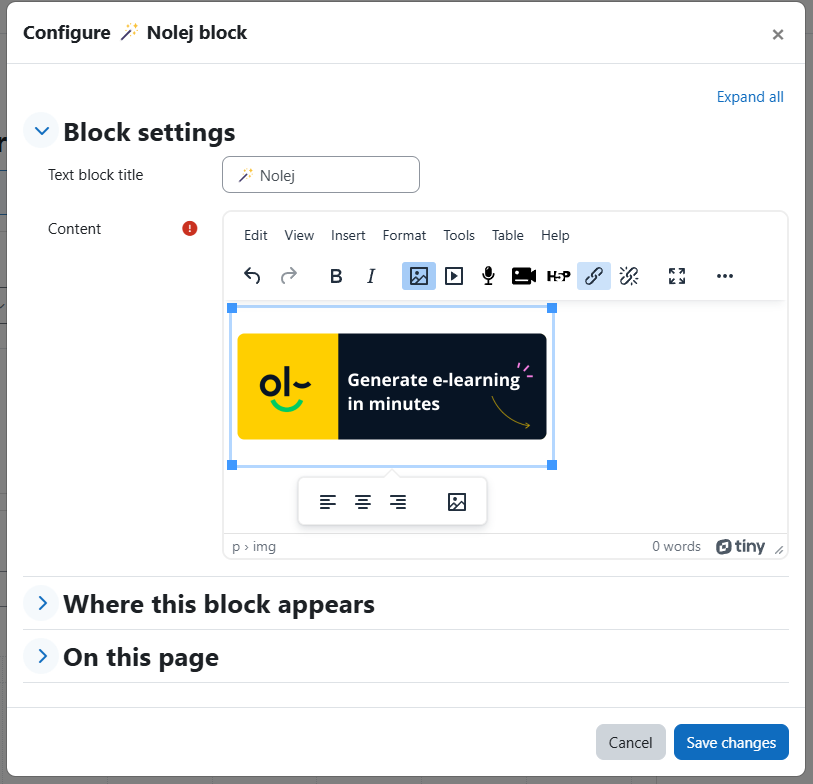 Configure 🪄 Nolej block
Expand all
Block settings
Text block title
🪄 Nolej
Content
Edit View Insert Format Tools Table Help
B I H5P
ol
Generate e-learning
in minutes
p › img
0 words
tiny
Where this block appears
On this page
Cancel
Save changes